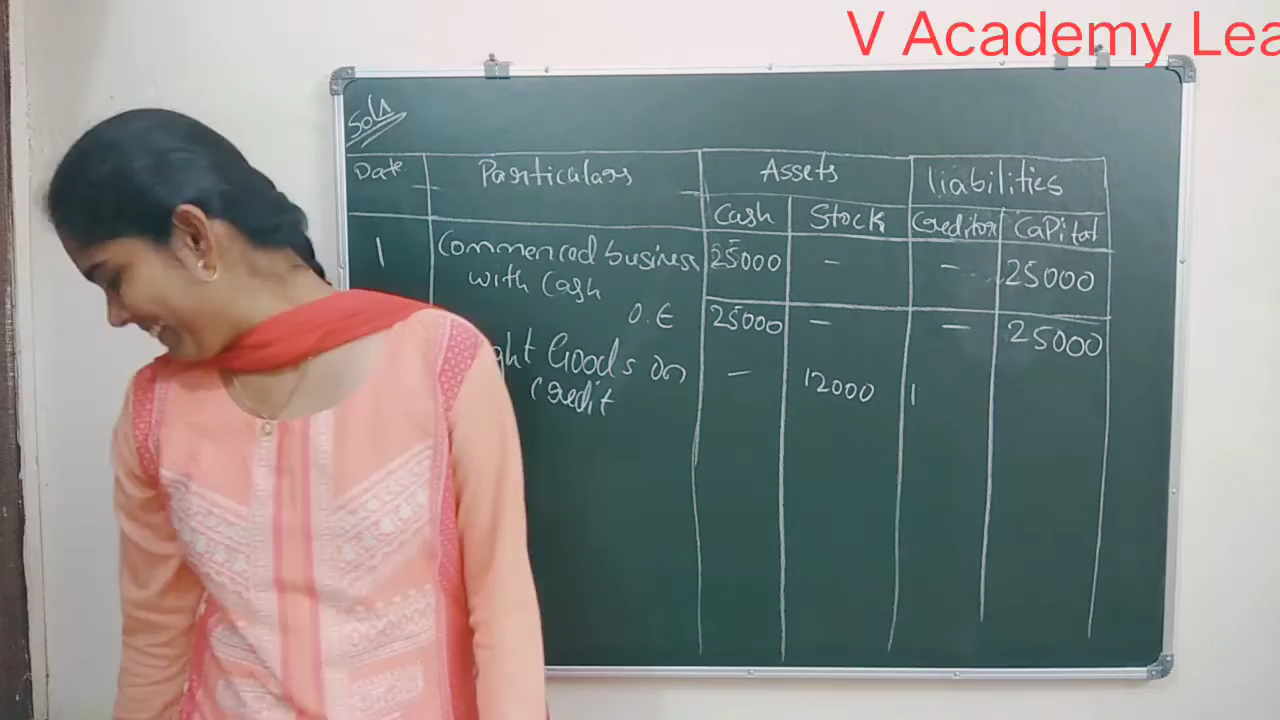 V Academy Lea
Soln
Date Particulars Assets liabilities
Cash Stock Creditor Capital
1 Commenced business 25000 - - 25000
with Cash
O.E 25000 - - 25000
Goods on - 12000 1
Credit